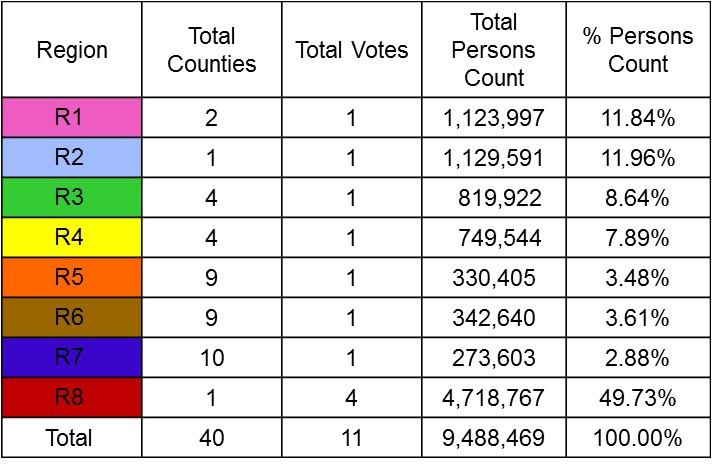 Region Total Counties Total Votes Total Persons Count % Persons Count
R1 2 1 1,123,997 11.84%
R2 1 1 1,129,591 11.96%
R3 4 1 819,922 8.64%
R4 4 1 749,544 7.89%
R5 9 1 330,405 3.48%
R6 9 1 342,640 3.61%
R7 10 1 273,603 2.88%
R8 1 4 4,718,767 49.73%
Total 40 11 9,488,469 100.00%